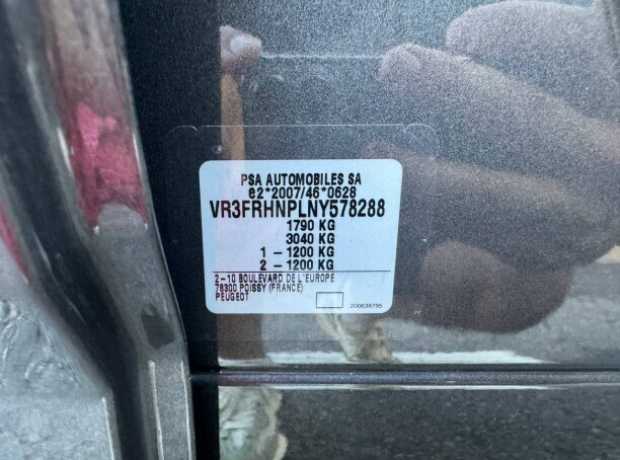 PSA AUTOMOBILES SA
e2*2007/46*0628
VR3FRHNPLNY578288
1790 KG
3040 KG
1 - 1200 KG
2 - 1200 KG
2-10 BOULEVARD DE L'EUROPE
78300 POISSY (FRANCE)
PEUGEOT